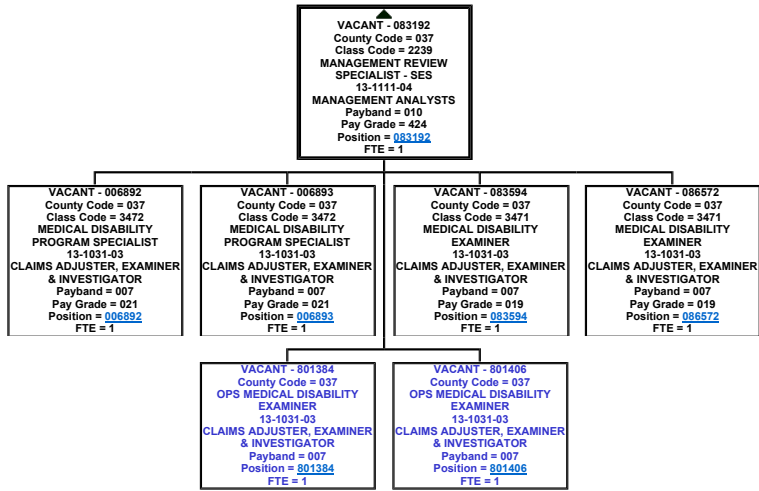 VACANT - 083192
County Code = 037
Class Code = 2239
MANAGEMENT REVIEW
SPECIALIST - SES
13-1111-04
MANAGEMENT ANALYSTS
Payband = 010
Pay Grade = 424
Position = 083192
FTE = 1
VACANT - 006892
County Code = 037
Class Code = 3472
MEDICAL DISABILITY
PROGRAM SPECIALIST
13-1031-03
CLAIMS ADJUSTER, EXAMINER
& INVESTIGATOR
Payband = 007
Pay Grade = 021
Position = 006892
FTE = 1
VACANT - 006893
County Code = 037
Class Code = 3472
MEDICAL DISABILITY
PROGRAM SPECIALIST
13-1031-03
CLAIMS ADJUSTER, EXAMINER
& INVESTIGATOR
Payband = 007
Pay Grade = 021
Position = 006893
FTE = 1
VACANT - 083594
County Code = 037
Class Code = 3471
MEDICAL DISABILITY
EXAMINER
13-1031-03
CLAIMS ADJUSTER, EXAMINER
& INVESTIGATOR
Payband = 007
Pay Grade = 019
Position = 083594
FTE = 1
VACANT - 086572
County Code = 037
Class Code = 3471
MEDICAL DISABILITY
EXAMINER
13-1031-03
CLAIMS ADJUSTER, EXAMINER
& INVESTIGATOR
Payband = 007
Pay Grade = 019
Position = 086572
FTE = 1
VACANT - 801384
County Code = 037
OPS MEDICAL DISABILITY
EXAMINER
13-1031-03
CLAIMS ADJUSTER, EXAMINER
& INVESTIGATOR
Payband = 007
Position = 801384
FTE = 1
VACANT - 801406
County Code = 037
OPS MEDICAL DISABILITY
EXAMINER
13-1031-03
CLAIMS ADJUSTER, EXAMINER
& INVESTIGATOR
Payband = 007
Position = 801406
FTE = 1